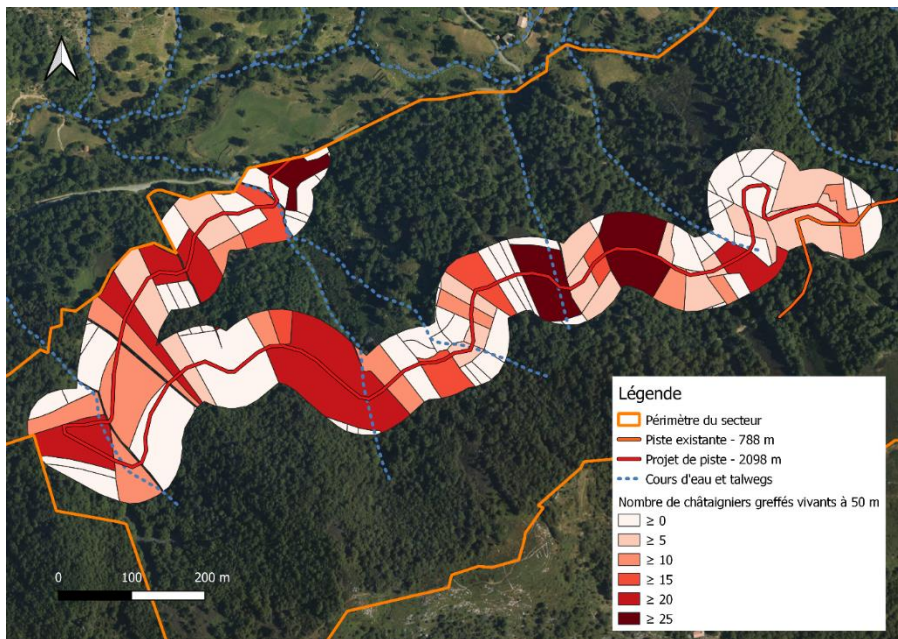 Légende
Périmètre du secteur
Piste existante - 788 m
Projet de piste - 2098 m
Cours d'eau et talwegs
Nombre de châtaigniers greffés vivants à 50 m
≥ 0
≥ 5
≥ 10
≥ 15
≥ 20
≥ 25
0 100 200 m